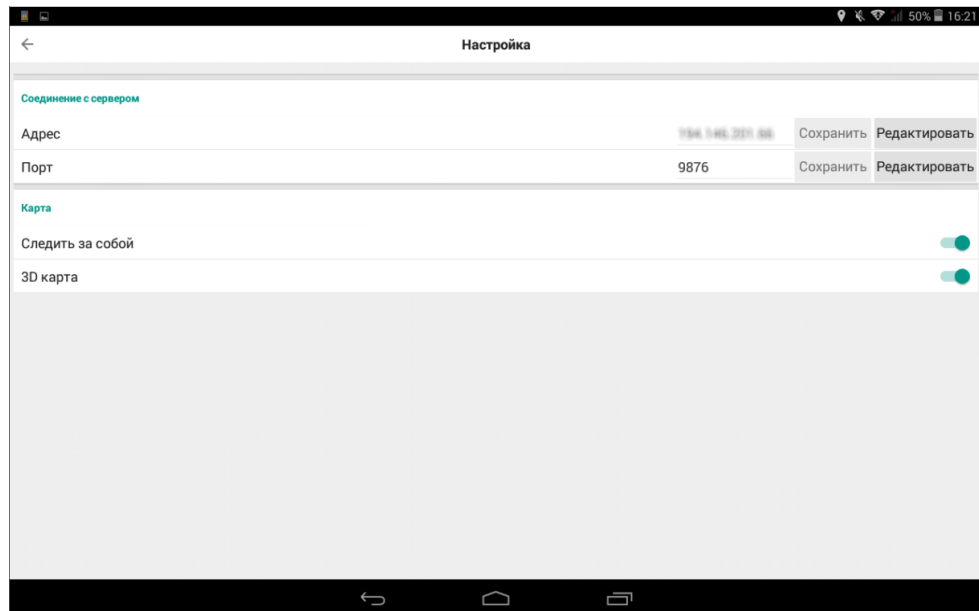 50% 16:21
Настройка
Соединение с сервером
Адрес Сохранить Редактировать
Порт 9876 Сохранить Редактировать
Карта
Следить за собой
3D карта